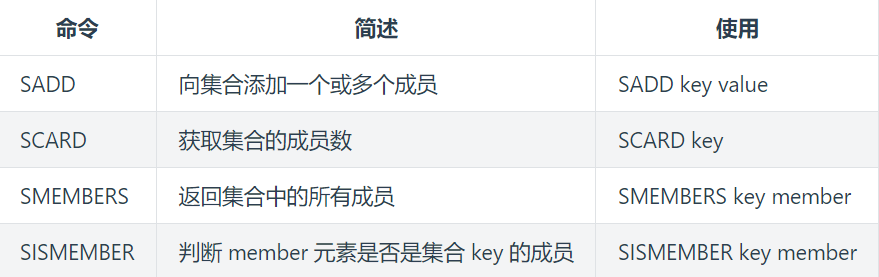 命令 简述 使用
SADD 向集合添加一个或多个成员 SADD key value
SCARD 获取集合的成员数 SCARD key
SMEMBERS 返回集合中的所有成员 SMEMBERS key member
SISMEMBER 判断 member 元素是否是集合 key 的成员 SISMEMBER key member